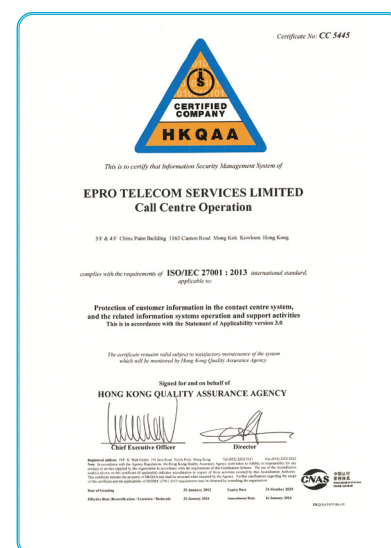 Certificate No: CC 5445
CERTIFIED
COMPANY
HKQAA
This is to certify that Information Security Management System of
EPRO TELECOM SERVICES LIMITED
Call Centre Operation
3/F & 4/F China Paint Building 1163 Canton Road Mong Kok Kowloon Hong Kong
complies with the requirements of ISO/IEC 27001 : 2013 international standard,
applicable to:
Protection of customer information in the contact centre system,
and the related information systems operation and support activities
This is in accordance with the Statement of Applicability version 3.0
The certificate remains valid subject to satisfactory maintenance of the system
which will be monitored by Hong Kong Quality Assurance Agency.
Signed for and on behalf of
HONG KONG QUALITY ASSURANCE AGENCY
Chief Executive Officer Director
CNAS
Date of Granting Expiry Date
Amendment Date